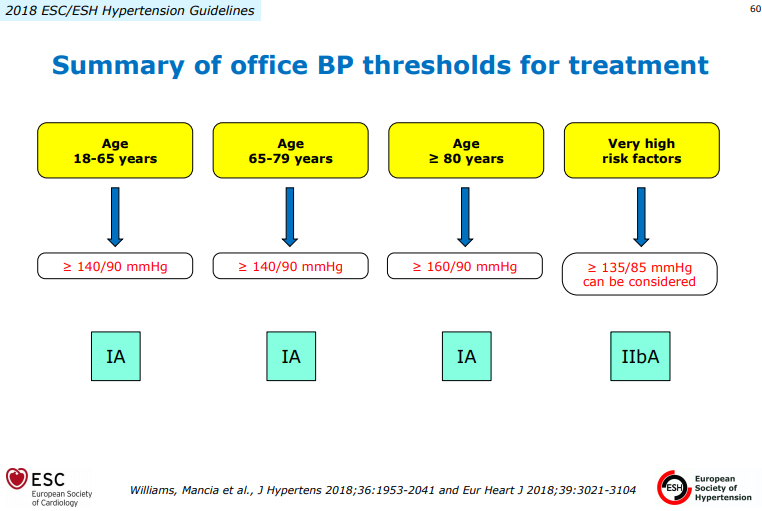 2018 ESC/ESH Hypertension Guidelines
60
Summary of office BP thresholds for treatment
Age
18-65 years
Age
65-79 years
Age
≥ 80 years
Very high
risk factors
≥ 140/90 mmHg
≥ 140/90 mmHg
≥ 160/90 mmHg
≥ 135/85 mmHg
can be considered
IA
IA
IA
IIbA
ESC
European Society
of Cardiology
Williams, Mancia et al., J Hypertens 2018;36:1953-2041 and Eur Heart J 2018;39:3021-3104
ESH
European
Society of
Hypertension